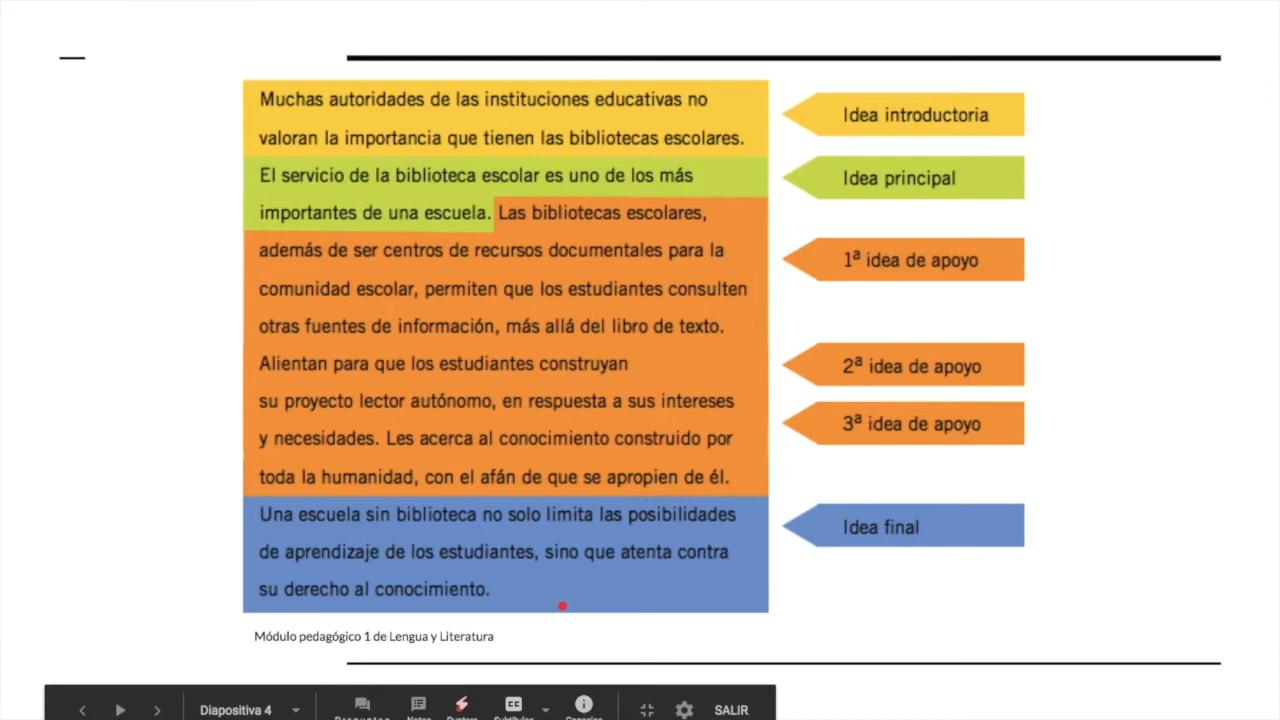 Muchas autoridades de las instituciones educativas no
valoran la importancia que tienen las bibliotecas escolares.
El servicio de la biblioteca escolar es uno de los más
importantes de una escuela. Las bibliotecas escolares,
además de ser centros de recursos documentales para la
comunidad escolar, permiten que los estudiantes consulten
otras fuentes de información, más allá del libro de texto.
Alientan para que los estudiantes construyan
su proyecto lector autónomo, en respuesta a sus intereses
y necesidades. Les acerca al conocimiento construido por
toda la humanidad, con el afán de que se apropien de él.
Una escuela sin biblioteca no solo limita las posibilidades
de aprendizaje de los estudiantes, sino que atenta contra
su derecho al conocimiento.
Idea introductoria
Idea principal
1ª idea de apoyo
2ª idea de apoyo
3ª idea de apoyo
Idea final
Módulo pedagógico 1 de Lengua y Literatura
Diapositiva 4
CC
SALIR